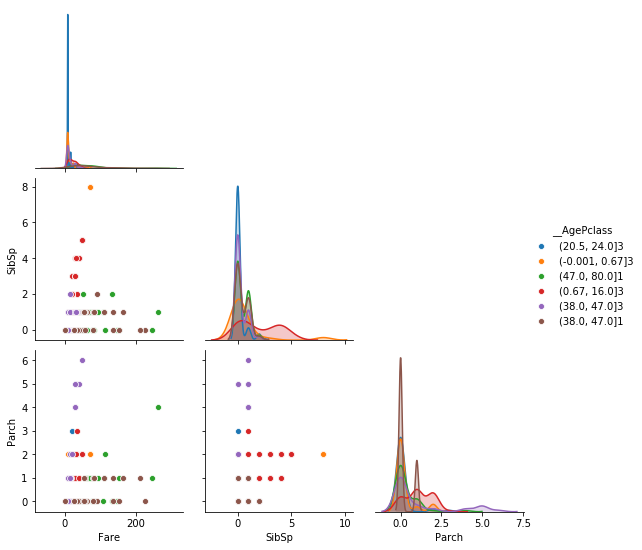 8
6
4
2
0
SibSp
__AgePclass
(20.5, 24.0]3
(-0.001, 0.67]3
(47.0, 80.0]1
(0.67, 16.0]3
(38.0, 47.0]3
(38.0, 47.0]1
6
5
4
3
2
1
0
Parch
0 200
Fare
0 5 10
SibSp
0.0 2.5 5.0 7.5
Parch